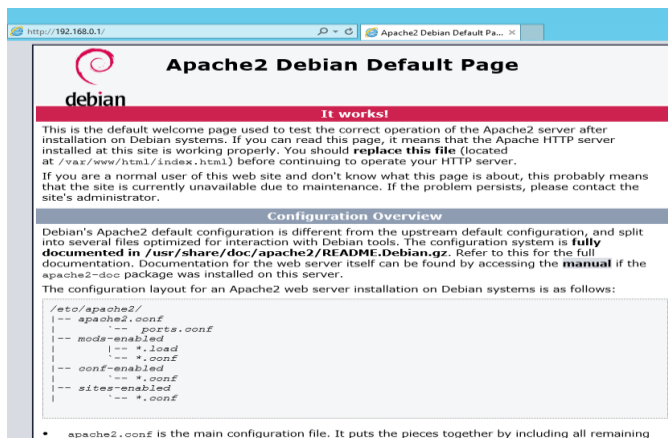 http://192.168.0.1/
Apache2 Debian Default Pa...
debian
Apache2 Debian Default Page
It works!
This is the default welcome page used to test the correct operation of the Apache2 server after
installation on Debian systems. If you can read this page, it means that the Apache HTTP server
installed at this site is working properly. You should replace this file (located
at /var/www/html/index.html) before continuing to operate your HTTP server.
If you are a normal user of this web site and don't know what this page is about, this probably means
that the site is currently unavailable due to maintenance. If the problem persists, please contact the
site's administrator.
Configuration Overview
Debian's Apache2 default configuration is different from the upstream default configuration, and split
into several files optimized for interaction with Debian tools. The configuration system is fully
documented in /usr/share/doc/apache2/README.Debian.gz. Refer to this for the full
documentation. Documentation for the web server itself can be found by accessing the manual if the
apache2-doc package was installed on this server.
The configuration layout for an Apache2 web server installation on Debian systems is as follows:
/etc/apache2/
|-- apache2.conf
|       `--  ports.conf
|-- mods-enabled
|       |-- *.load
|       `-- *.conf
|-- conf-enabled
|       `-- *.conf
|-- sites-enabled
|       `-- *.conf
• apache2.conf is the main configuration file. It puts the pieces together by including all remaining